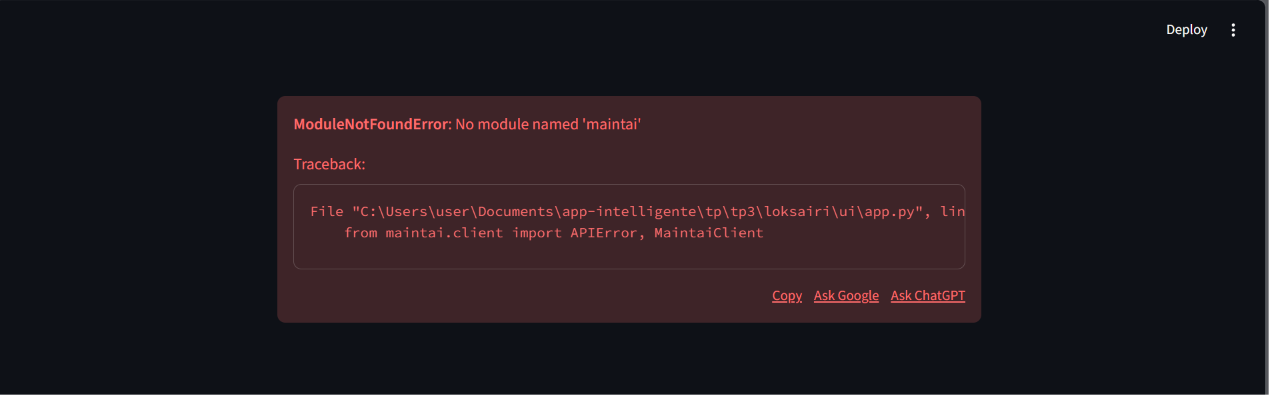 Deploy
ModuleNotFoundError: No module named 'maintai'
Traceback:
File "C:\Users\user\Documents\app-intelligente\tp\tp3\loksairi\ui\app.py", lin
from maintai.client import APIError, MaintaiClient
Copy Ask Google Ask ChatGPT